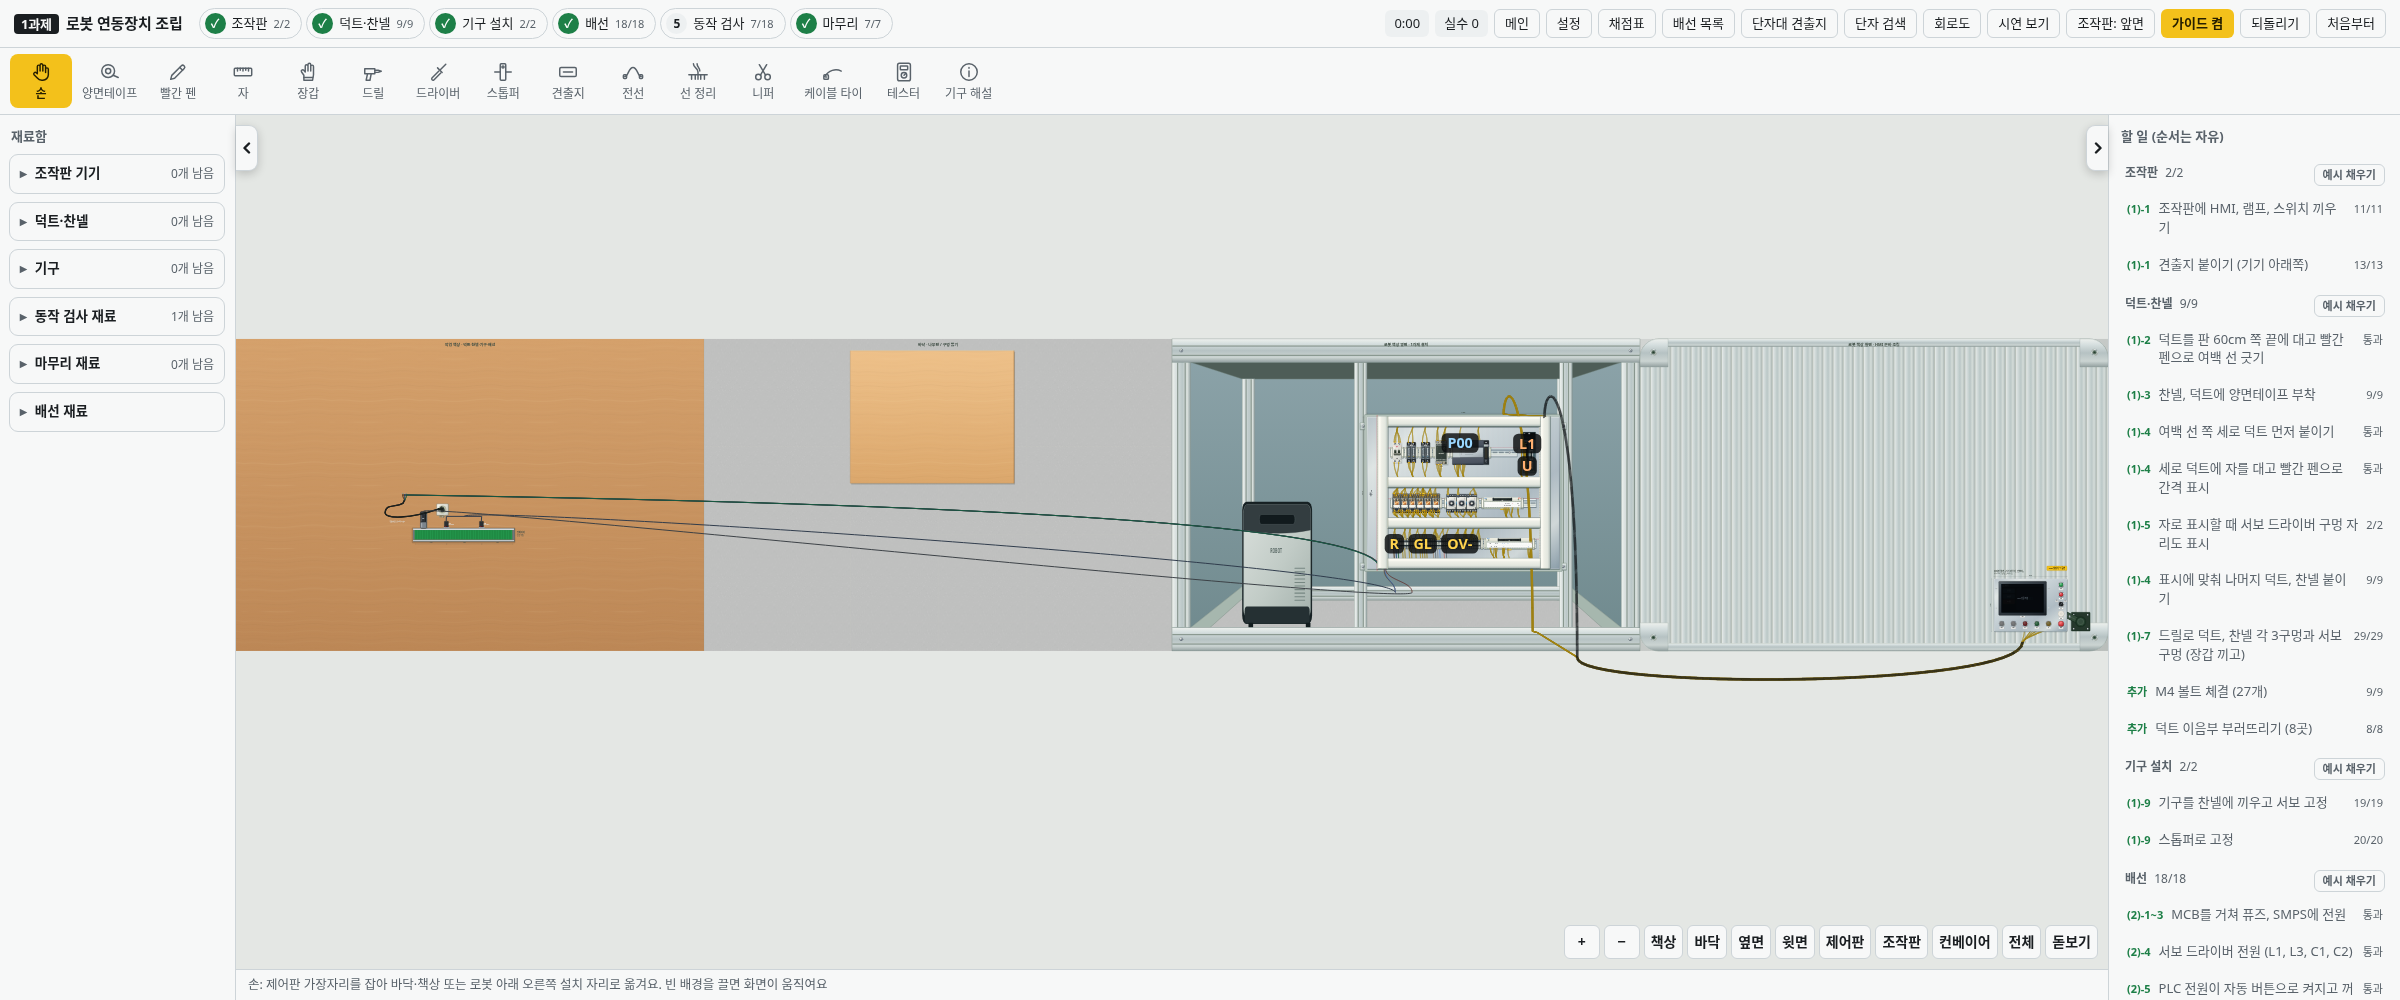 1과제 로봇 연동장치 조립
조작판 2/2
덕트·찬넬 9/9
기구 설치 2/2
배선 18/18
5 동작 검사 7/18
마무리 7/7
0:00
실수 0
메인
설정
채점표
배선 목록
단자대 견출지
단자 검색
회로도
시연 보기
조작판: 앞면
가이드 켬
되돌리기
처음부터
손
양면테이프
빨간 펜
자
장갑
드릴
드라이버
스톱퍼
견출지
전선
선 정리
니퍼
케이블 타이
테스터
기구 해설
재료함
조작판 기기 0개 남음
덕트·찬넬 0개 남음
기구 0개 남음
동작 검사 재료 1개 남음
마무리 재료 0개 남음
배선 재료
P00
L1
U
R
GL
OV-
ROBOT
+
−
책상
바닥
옆면
윗면
제어판
조작판
컨베이어
전체
돋보기
손: 제어판 가장자리를 잡아 바닥·책상 또는 로봇 아래 오른쪽 설치 자리로 옮겨요. 빈 배경을 끌면 화면이 움직여요
할 일 (순서는 자유)
조작판 2/2 예시 채우기
(1)-1 조작판에 HMI, 램프, 스위치 끼우 11/11
기
(1)-1 견출지 붙이기 (기기 아래쪽) 13/13
덕트·찬넬 9/9 예시 채우기
(1)-2 덕트를 판 60cm 쪽 끝에 대고 빨간 통과
펜으로 여백 선 긋기
(1)-3 찬넬, 덕트에 양면테이프 부착 9/9
(1)-4 여백 선 쪽 세로 덕트 먼저 붙이기 통과
(1)-4 세로 덕트에 자를 대고 빨간 펜으로 통과
간격 표시
(1)-5 자로 표시할 때 서보 드라이버 구멍 자 2/2
리도 표시
(1)-4 표시에 맞춰 나머지 덕트, 찬넬 붙이 9/9
기
(1)-7 드릴로 덕트, 찬넬 각 3구멍과 서보 29/29
구멍 (장갑 끼고)
추가 M4 볼트 체결 (27개) 9/9
추가 덕트 이음부 부러뜨리기 (8곳) 8/8
기구 설치 2/2 예시 채우기
(1)-9 기구를 찬넬에 끼우고 서보 고정 19/19
(1)-9 스톱퍼로 고정 20/20
배선 18/18 예시 채우기
(2)-1~3 MCB를 거쳐 퓨즈, SMPS에 전원 통과
(2)-4 서보 드라이버 전원 (L1, L3, C1, C2) 통과
(2)-5 PLC 전원이 자동 버튼으로 켜지고 꺼 통과